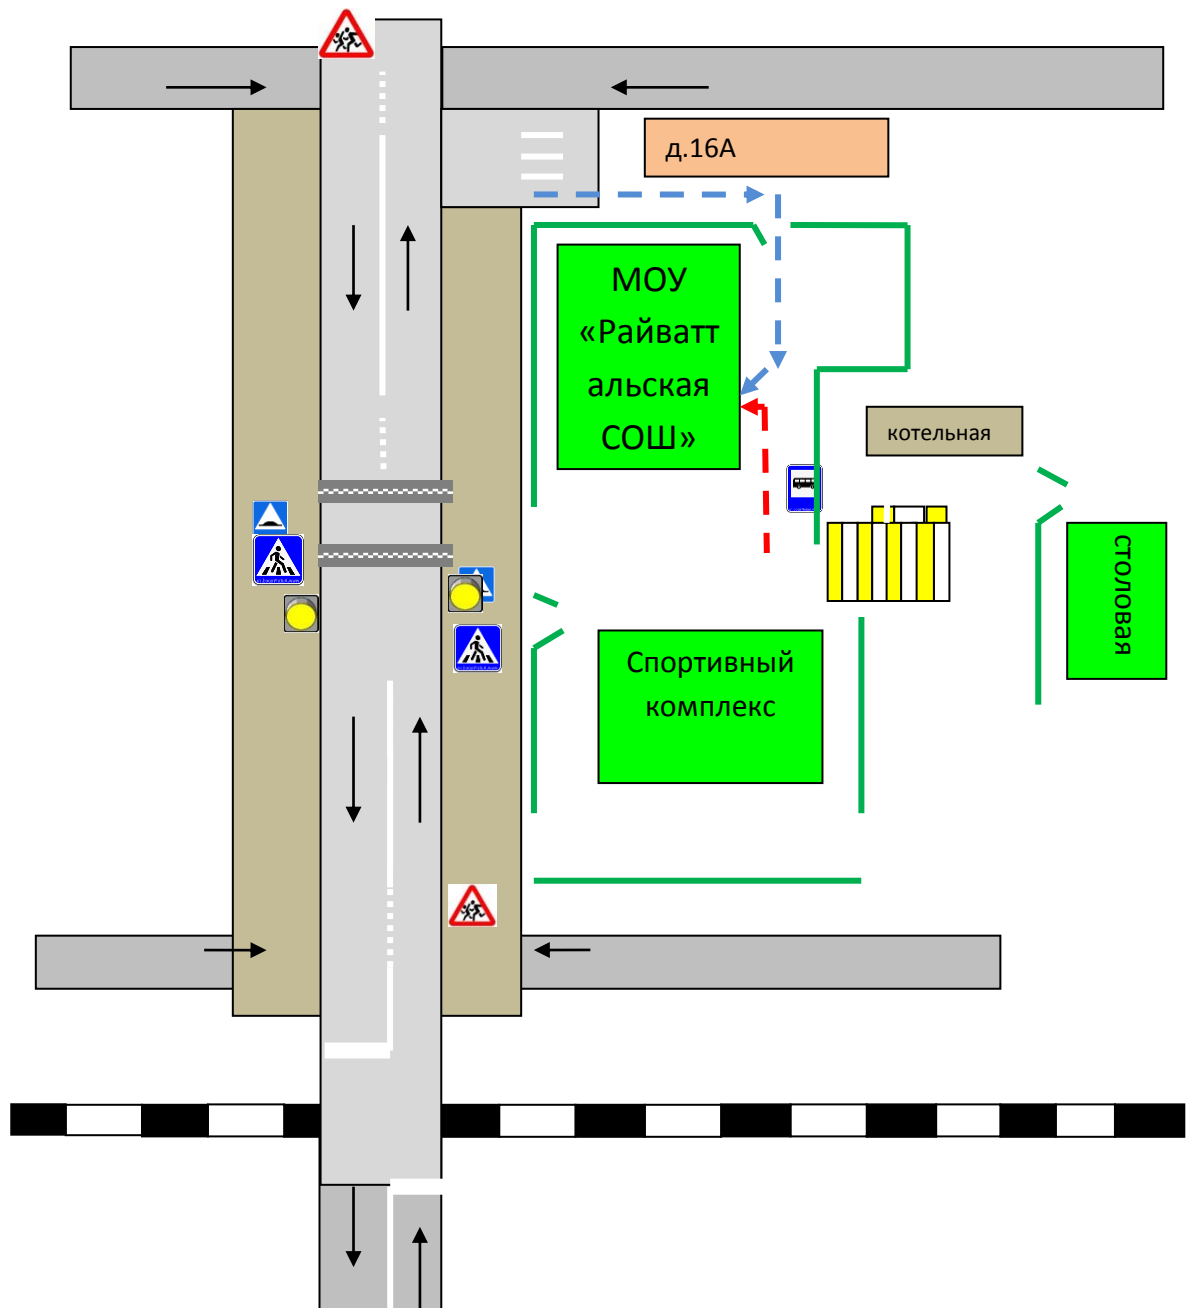 д.16А
МОУ
«Райватт
альская
СОШ»
котельная
столовая
Спортивный
комплекс